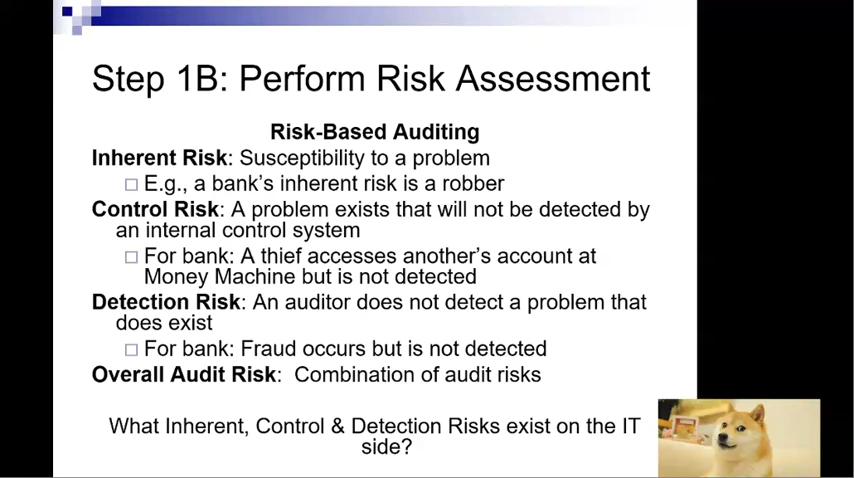 Step 1B: Perform Risk Assessment
Risk-Based Auditing
Inherent Risk: Susceptibility to a problem
E.g., a bank's inherent risk is a robber
Control Risk: A problem exists that will not be detected by
an internal control system
For bank: A thief accesses another's account at
Money Machine but is not detected
Detection Risk: An auditor does not detect a problem that
does exist
For bank: Fraud occurs but is not detected
Overall Audit Risk:  Combination of audit risks
What Inherent, Control & Detection Risks exist on the IT
side?